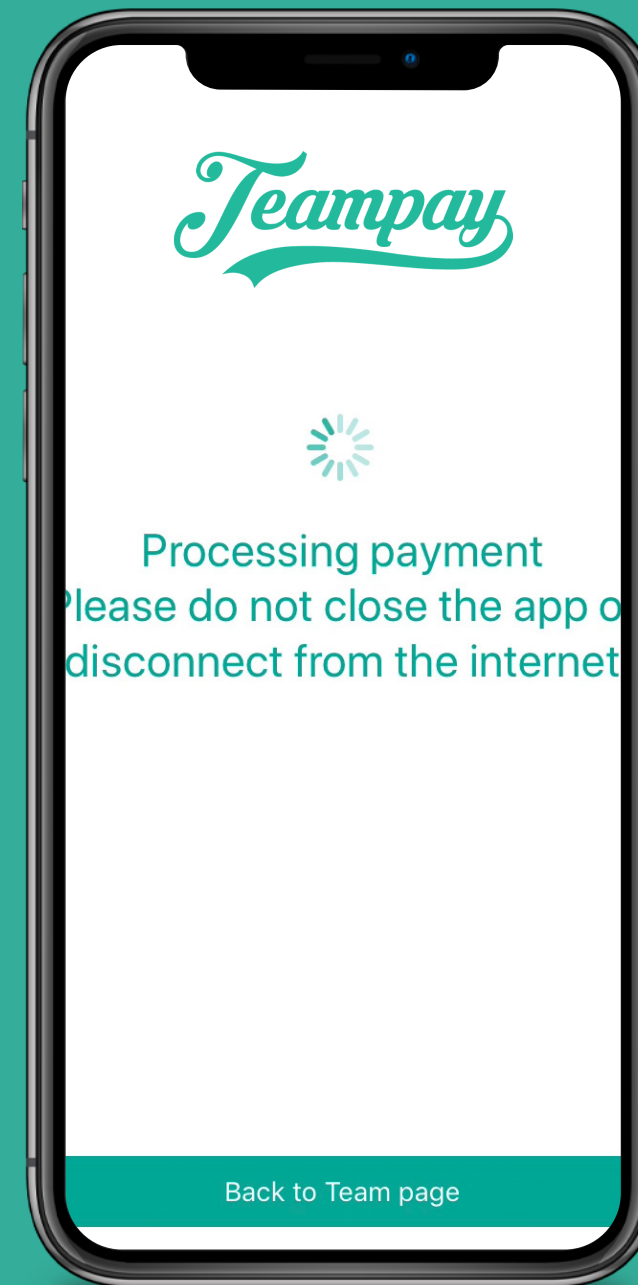 Teampay
Processing payment
Please do not close the app o
disconnect from the internet
Back to Team page